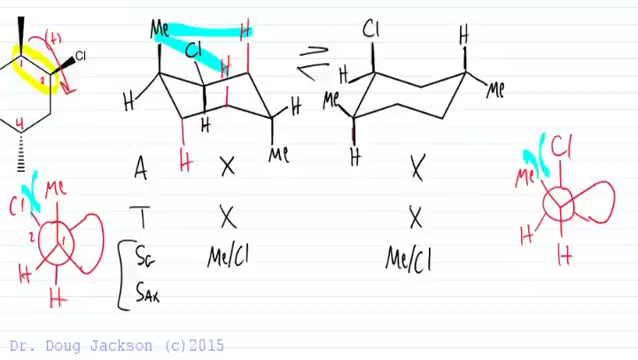 (+)
1 2 Cl
4
Me H
Cl H
H
H H
H H Me
Cl H
H
Me Me
H
A X X
T X X
SG Me/Cl Me/Cl
SAX
Me
Cl
2 1
H
H
Cl
Me
H
H
Dr. Doug Jackson (c)2015